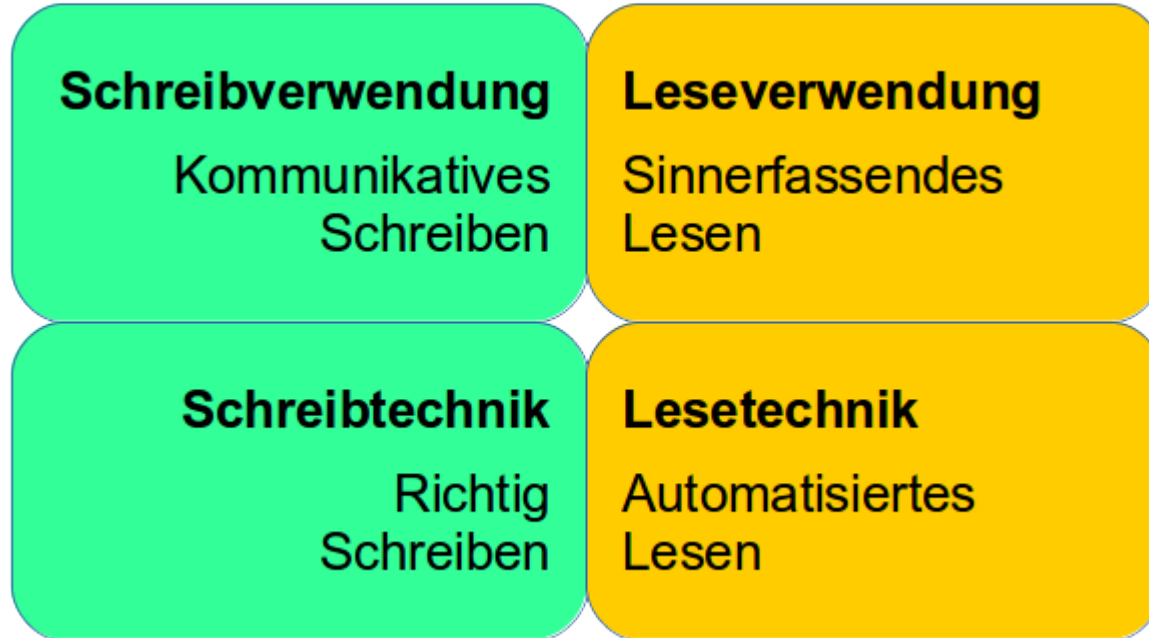 Schreibverwendung
Kommunikatives
Schreiben
Leseverwendung
Sinnerfassendes
Lesen
Schreibtechnik
Richtig
Schreiben
Lesetechnik
Automatisiertes
Lesen